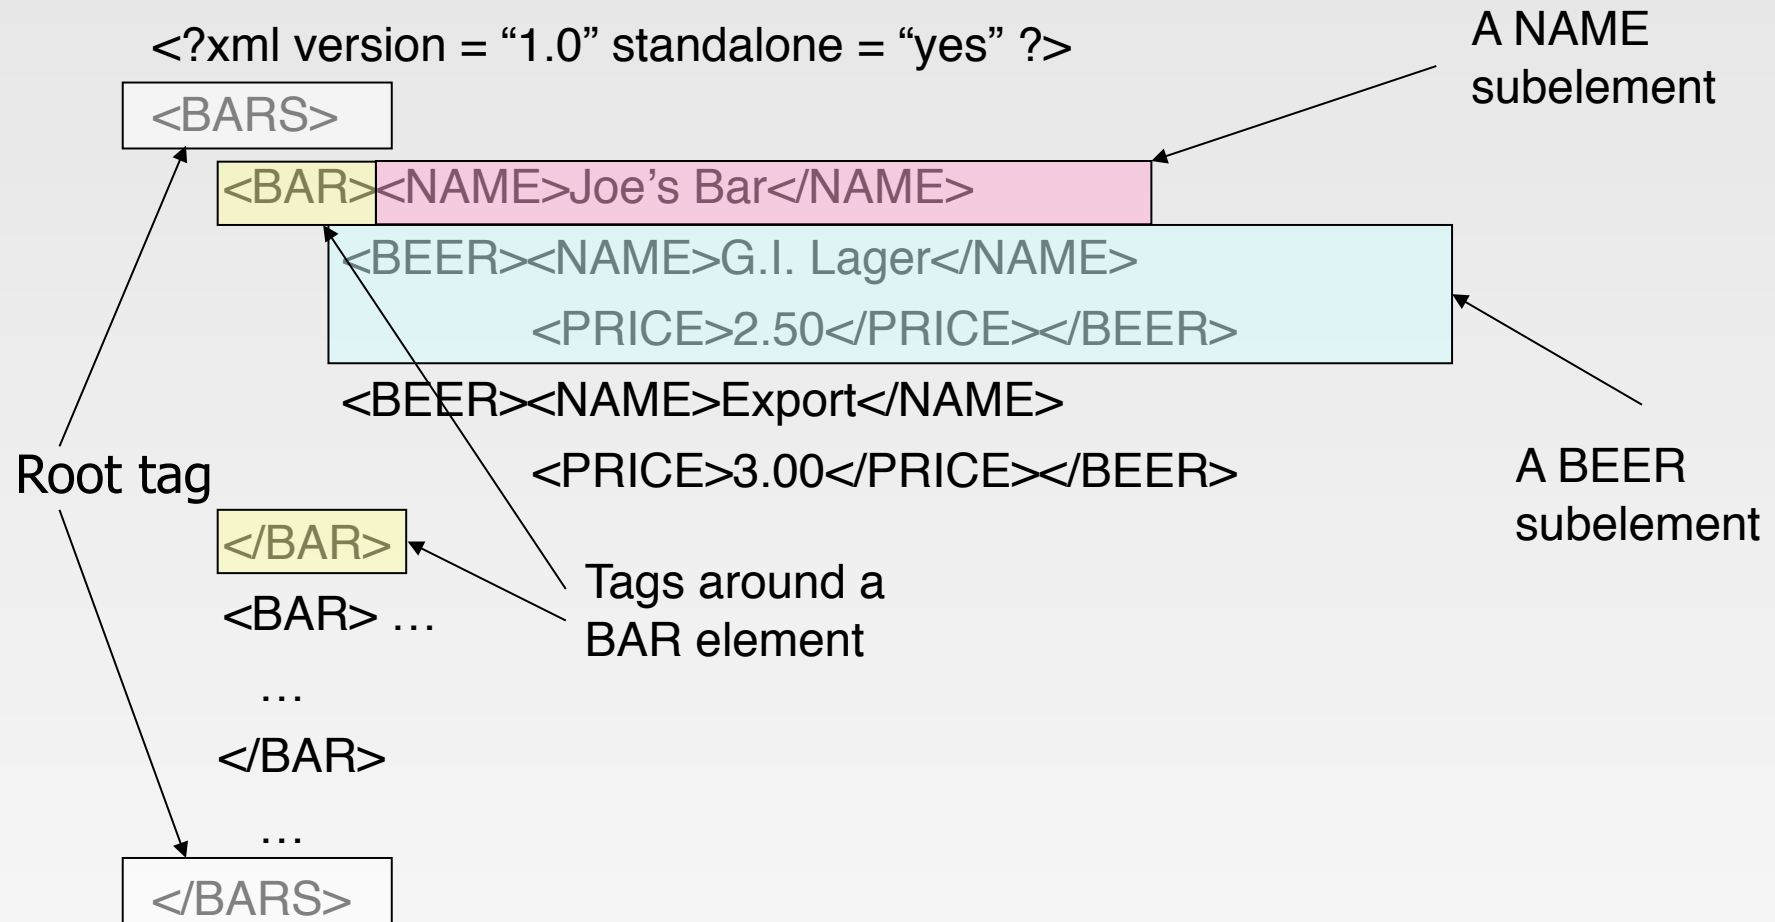 <?xml version = “1.0” standalone = “yes” ?>
A NAME
subelement
<BARS>
<BAR><NAME>Joe’s Bar</NAME>
<BEER><NAME>G.I. Lager</NAME>
<PRICE>2.50</PRICE></BEER>
<BEER><NAME>Export</NAME>
<PRICE>3.00</PRICE></BEER>
Root tag
A BEER
subelement
</BAR>
Tags around a
BAR element
<BAR> …
…
</BAR>
…
</BARS>